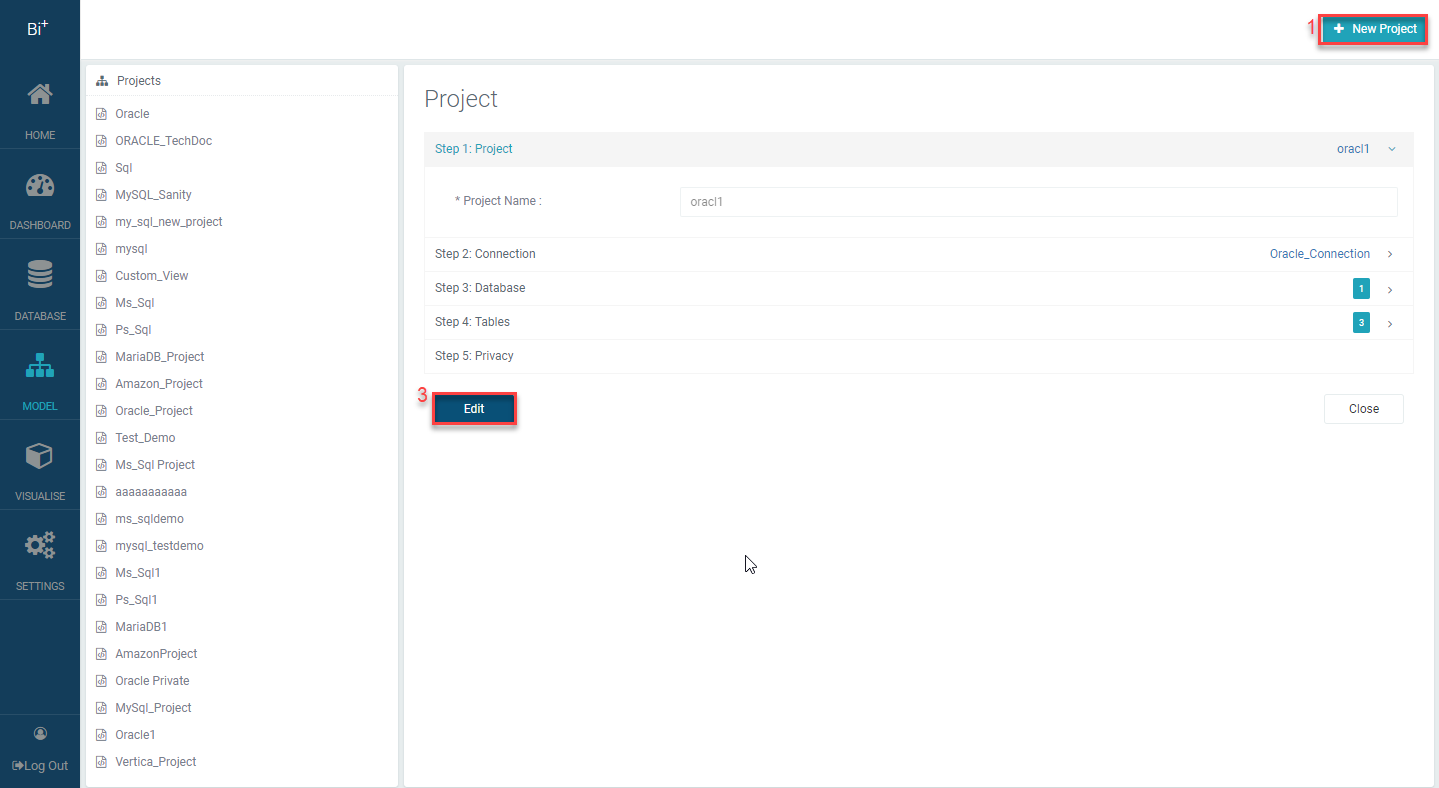 Bi+
HOME
DASHBOARD
DATABASE
MODEL
VISUALISE
SETTINGS
Log Out
1
New Project
Projects
Oracle
ORACLE_TechDoc
Sql
MySQL_Sanity
my_sql_new_project
mysql
Custom_View
Ms_Sql
Ps_Sql
MariaDB_Project
Amazon_Project
Oracle_Project
Test_Demo
Ms_Sql Project
aaaaaaaaaaa
ms_sqldemo
mysql_testdemo
Ms_Sql1
Ps_Sql1
MariaDB1
AmazonProject
Oracle Private
MySql_Project
Oracle1
Vertica_Project
Project
Step 1: Project oracl1
* Project Name : oracl1
Step 2: Connection Oracle_Connection
Step 3: Database 1
Step 4: Tables 3
Step 5: Privacy
3
Edit Close